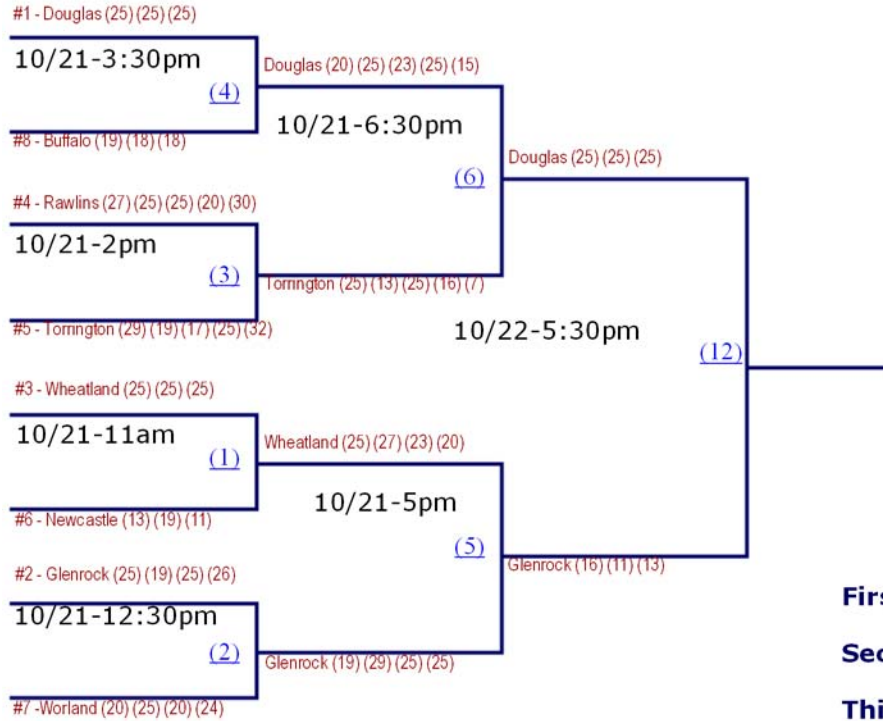 #1 - Douglas (25) (25) (25)
10/21-3:30pm
(4)
#8 - Buffalo (19) (18) (18)
Douglas (20) (25) (23) (25) (15)
10/21-6:30pm
(6)
#4 - Rawlins (27) (25) (25) (20) (30)
10/21-2pm
(3)
#5 - Torrington (29) (19) (17) (25) (32)
Torrington (25) (13) (25) (16) (7)
Douglas (25) (25) (25)
10/22-5:30pm
(12)
#3 - Wheatland (25) (25) (25)
10/21-11am
(1)
#6 - Newcastle (13) (19) (11)
Wheatland (25) (27) (23) (20)
10/21-5pm
(5)
Glenrock (16) (11) (13)
#2 - Glenrock (25) (19) (25) (26)
10/21-12:30pm
(2)
#7 -Worland (20) (25) (20) (24)
Glenrock (19) (29) (25) (25)
Firs
Sec
Thi